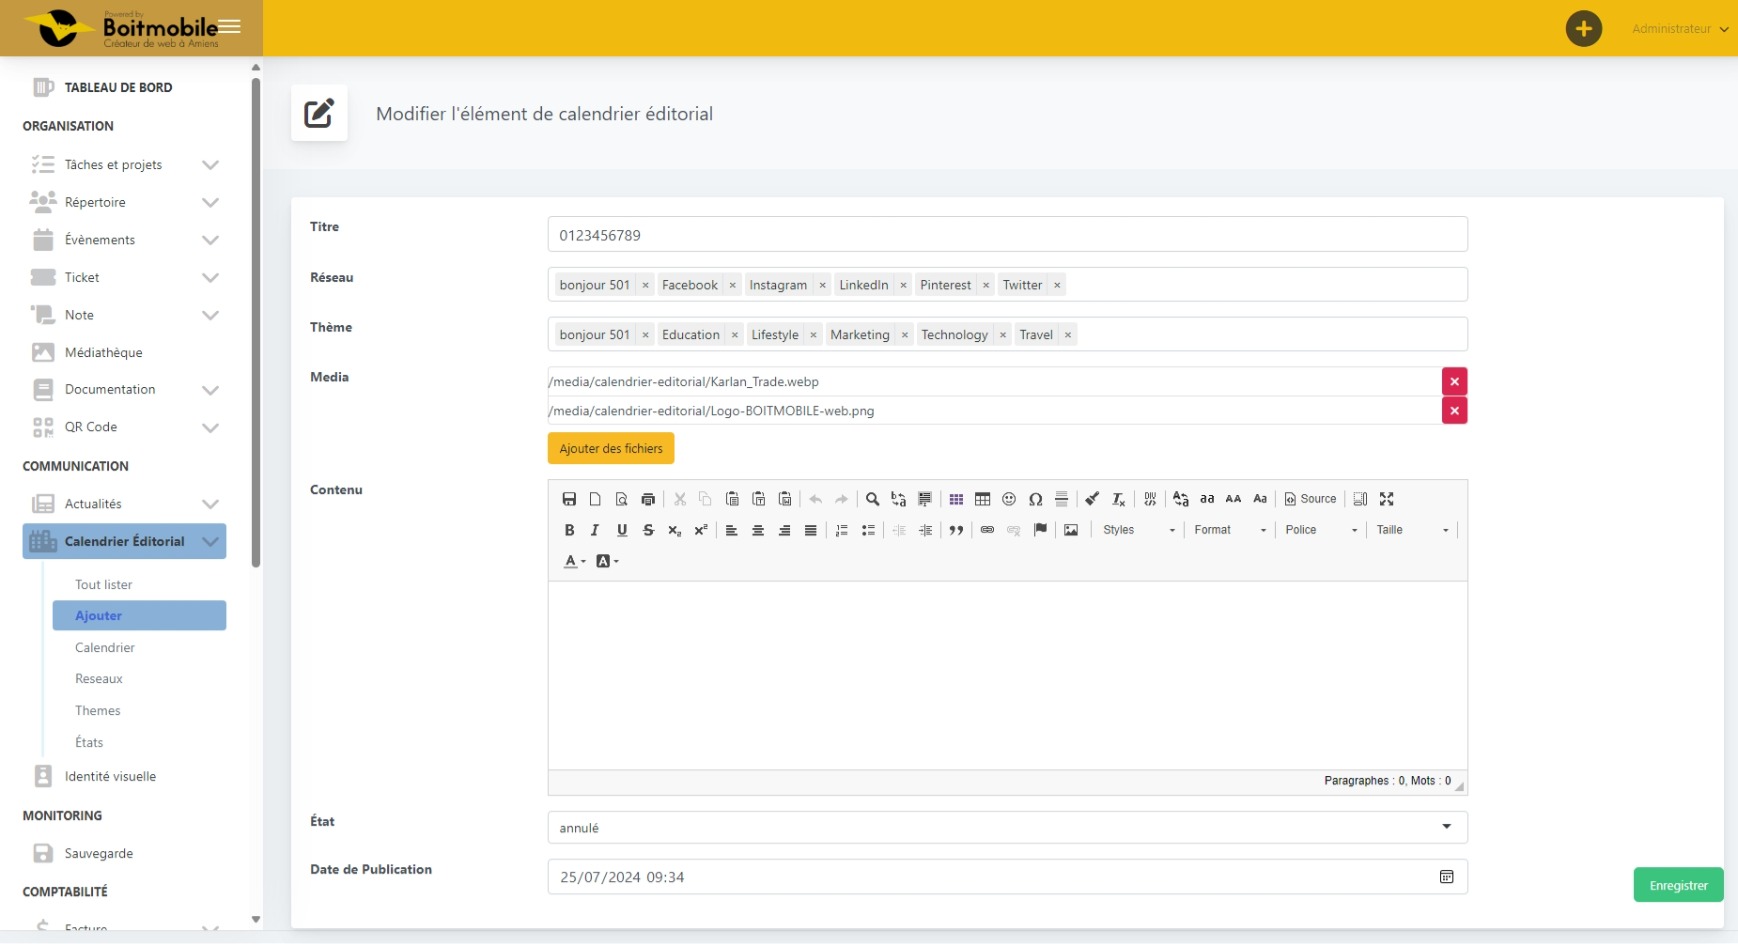 Powered by
Boitmobile
Créateur de web à Amiens
Administrateur
TABLEAU DE BORD
ORGANISATION
Tâches et projets
Répertoire
Évènements
Ticket
Note
Médiathèque
Documentation
QR Code
COMMUNICATION
Actualités
Calendrier Éditorial
Tout lister
Ajouter
Calendrier
Reseaux
Themes
États
Identité visuelle
MONITORING
Sauvegarde
COMPTABILITÉ
Facture
Modifier l'élément de calendrier éditorial
Titre
0123456789
Réseau
bonjour 501 × Facebook × Instagram × LinkedIn × Pinterest × Twitter ×
Thème
bonjour 501 × Education × Lifestyle × Marketing × Technology × Travel ×
Media
/media/calendrier-editorial/Karlan_Trade.webp
/media/calendrier-editorial/Logo-BOITMOBILE-web.png
Ajouter des fichiers
Contenu
Source
Styles Format Police Taille
Paragraphes : 0, Mots : 0
État
annulé
Date de Publication
25/07/2024 09:34
Enregistrer